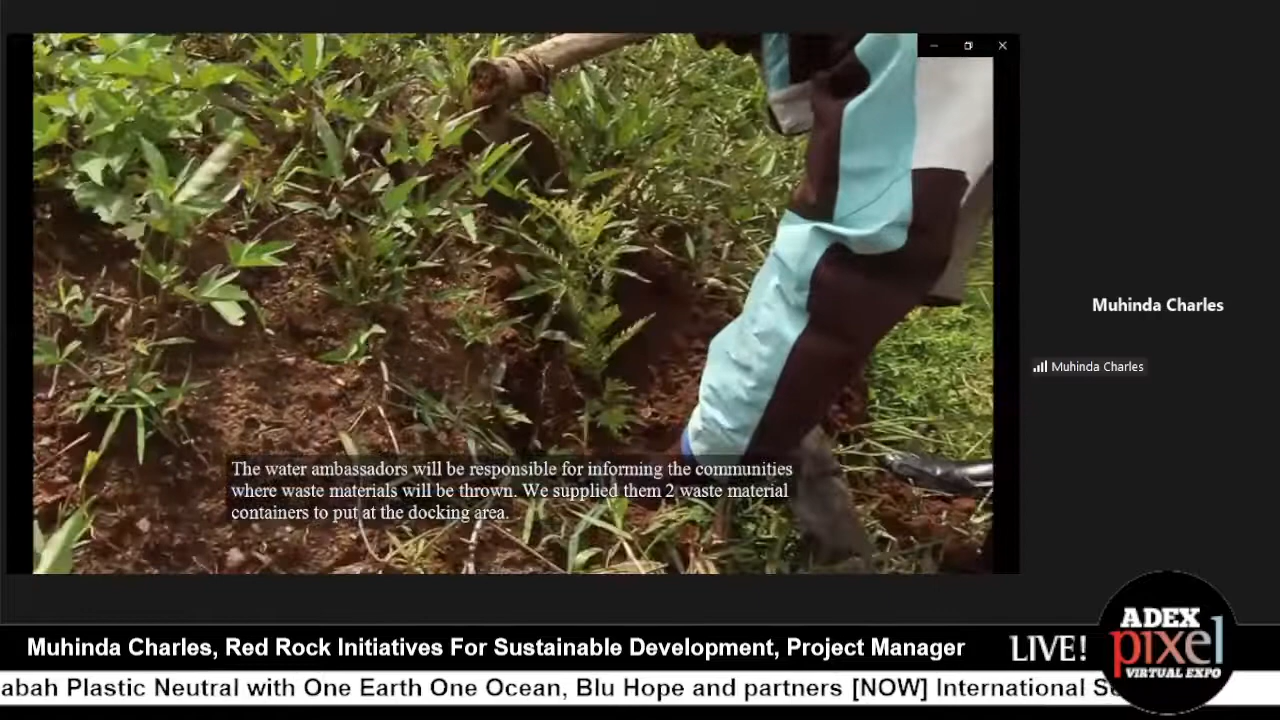 Muhinda Charles
Muhinda Charles
The water ambassadors will be responsible for informing the communities
where waste materials will be thrown. We supplied them 2 waste material
containers to put at the docking area.
Muhinda Charles, Red Rock Initiatives For Sustainable Development, Project Manager
LIVE!
ADEX
pixel
VIRTUAL EXPO
abah Plastic Neutral with One Earth One Ocean, Blu Hope and partners [NOW] International S